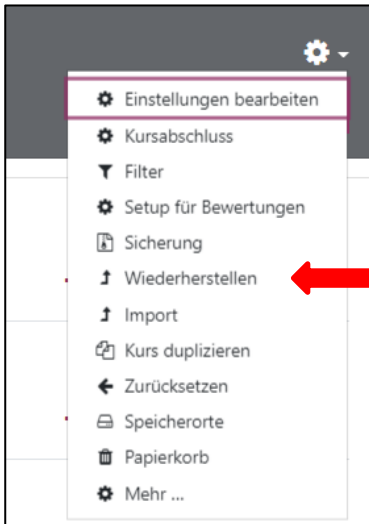 Einstellungen bearbeiten
Kursabschluss
Filter
Setup für Bewertungen
Sicherung
Wiederherstellen
Import
Kurs duplizieren
Zurücksetzen
Speicherorte
Papierkorb
Mehr ...